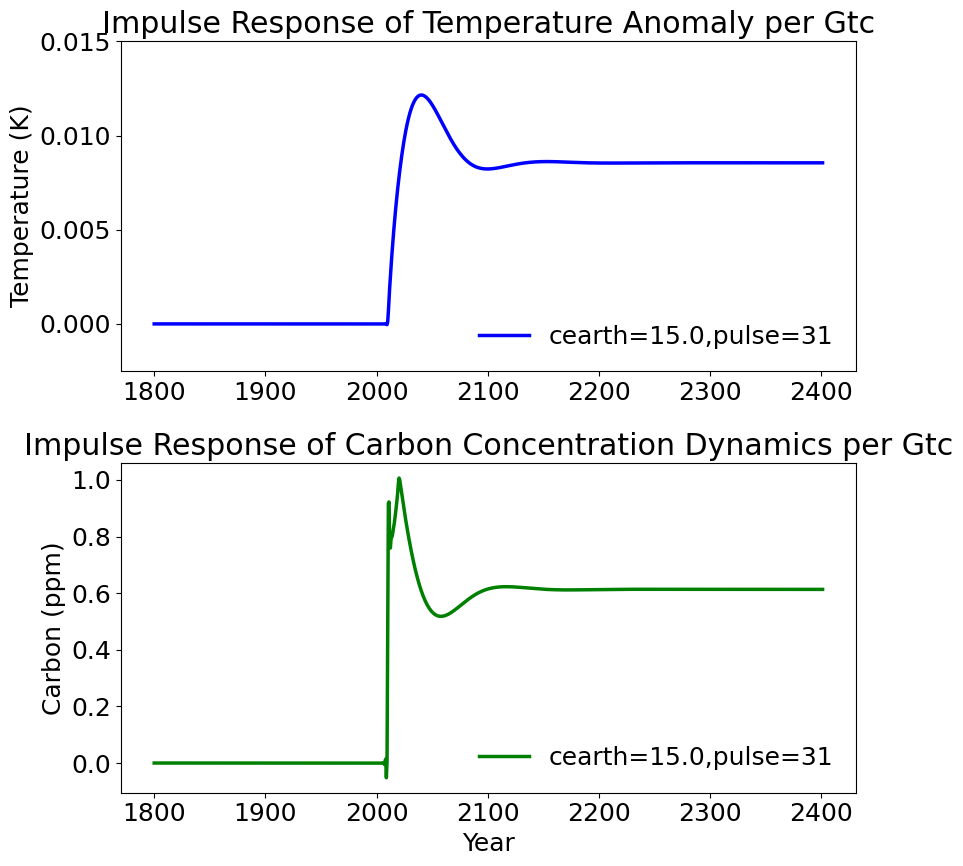 Impulse Response of Temperature Anomaly per Gtc
Temperature (K)
0.015
0.010
0.005
0.000
cearth=15.0,pulse=31
1800 1900 2000 2100 2200 2300 2400
Impulse Response of Carbon Concentration Dynamics per Gtc
Carbon (ppm)
1.0
0.8
0.6
0.4
0.2
0.0
cearth=15.0,pulse=31
1800 1900 2000 2100 2200 2300 2400
Year